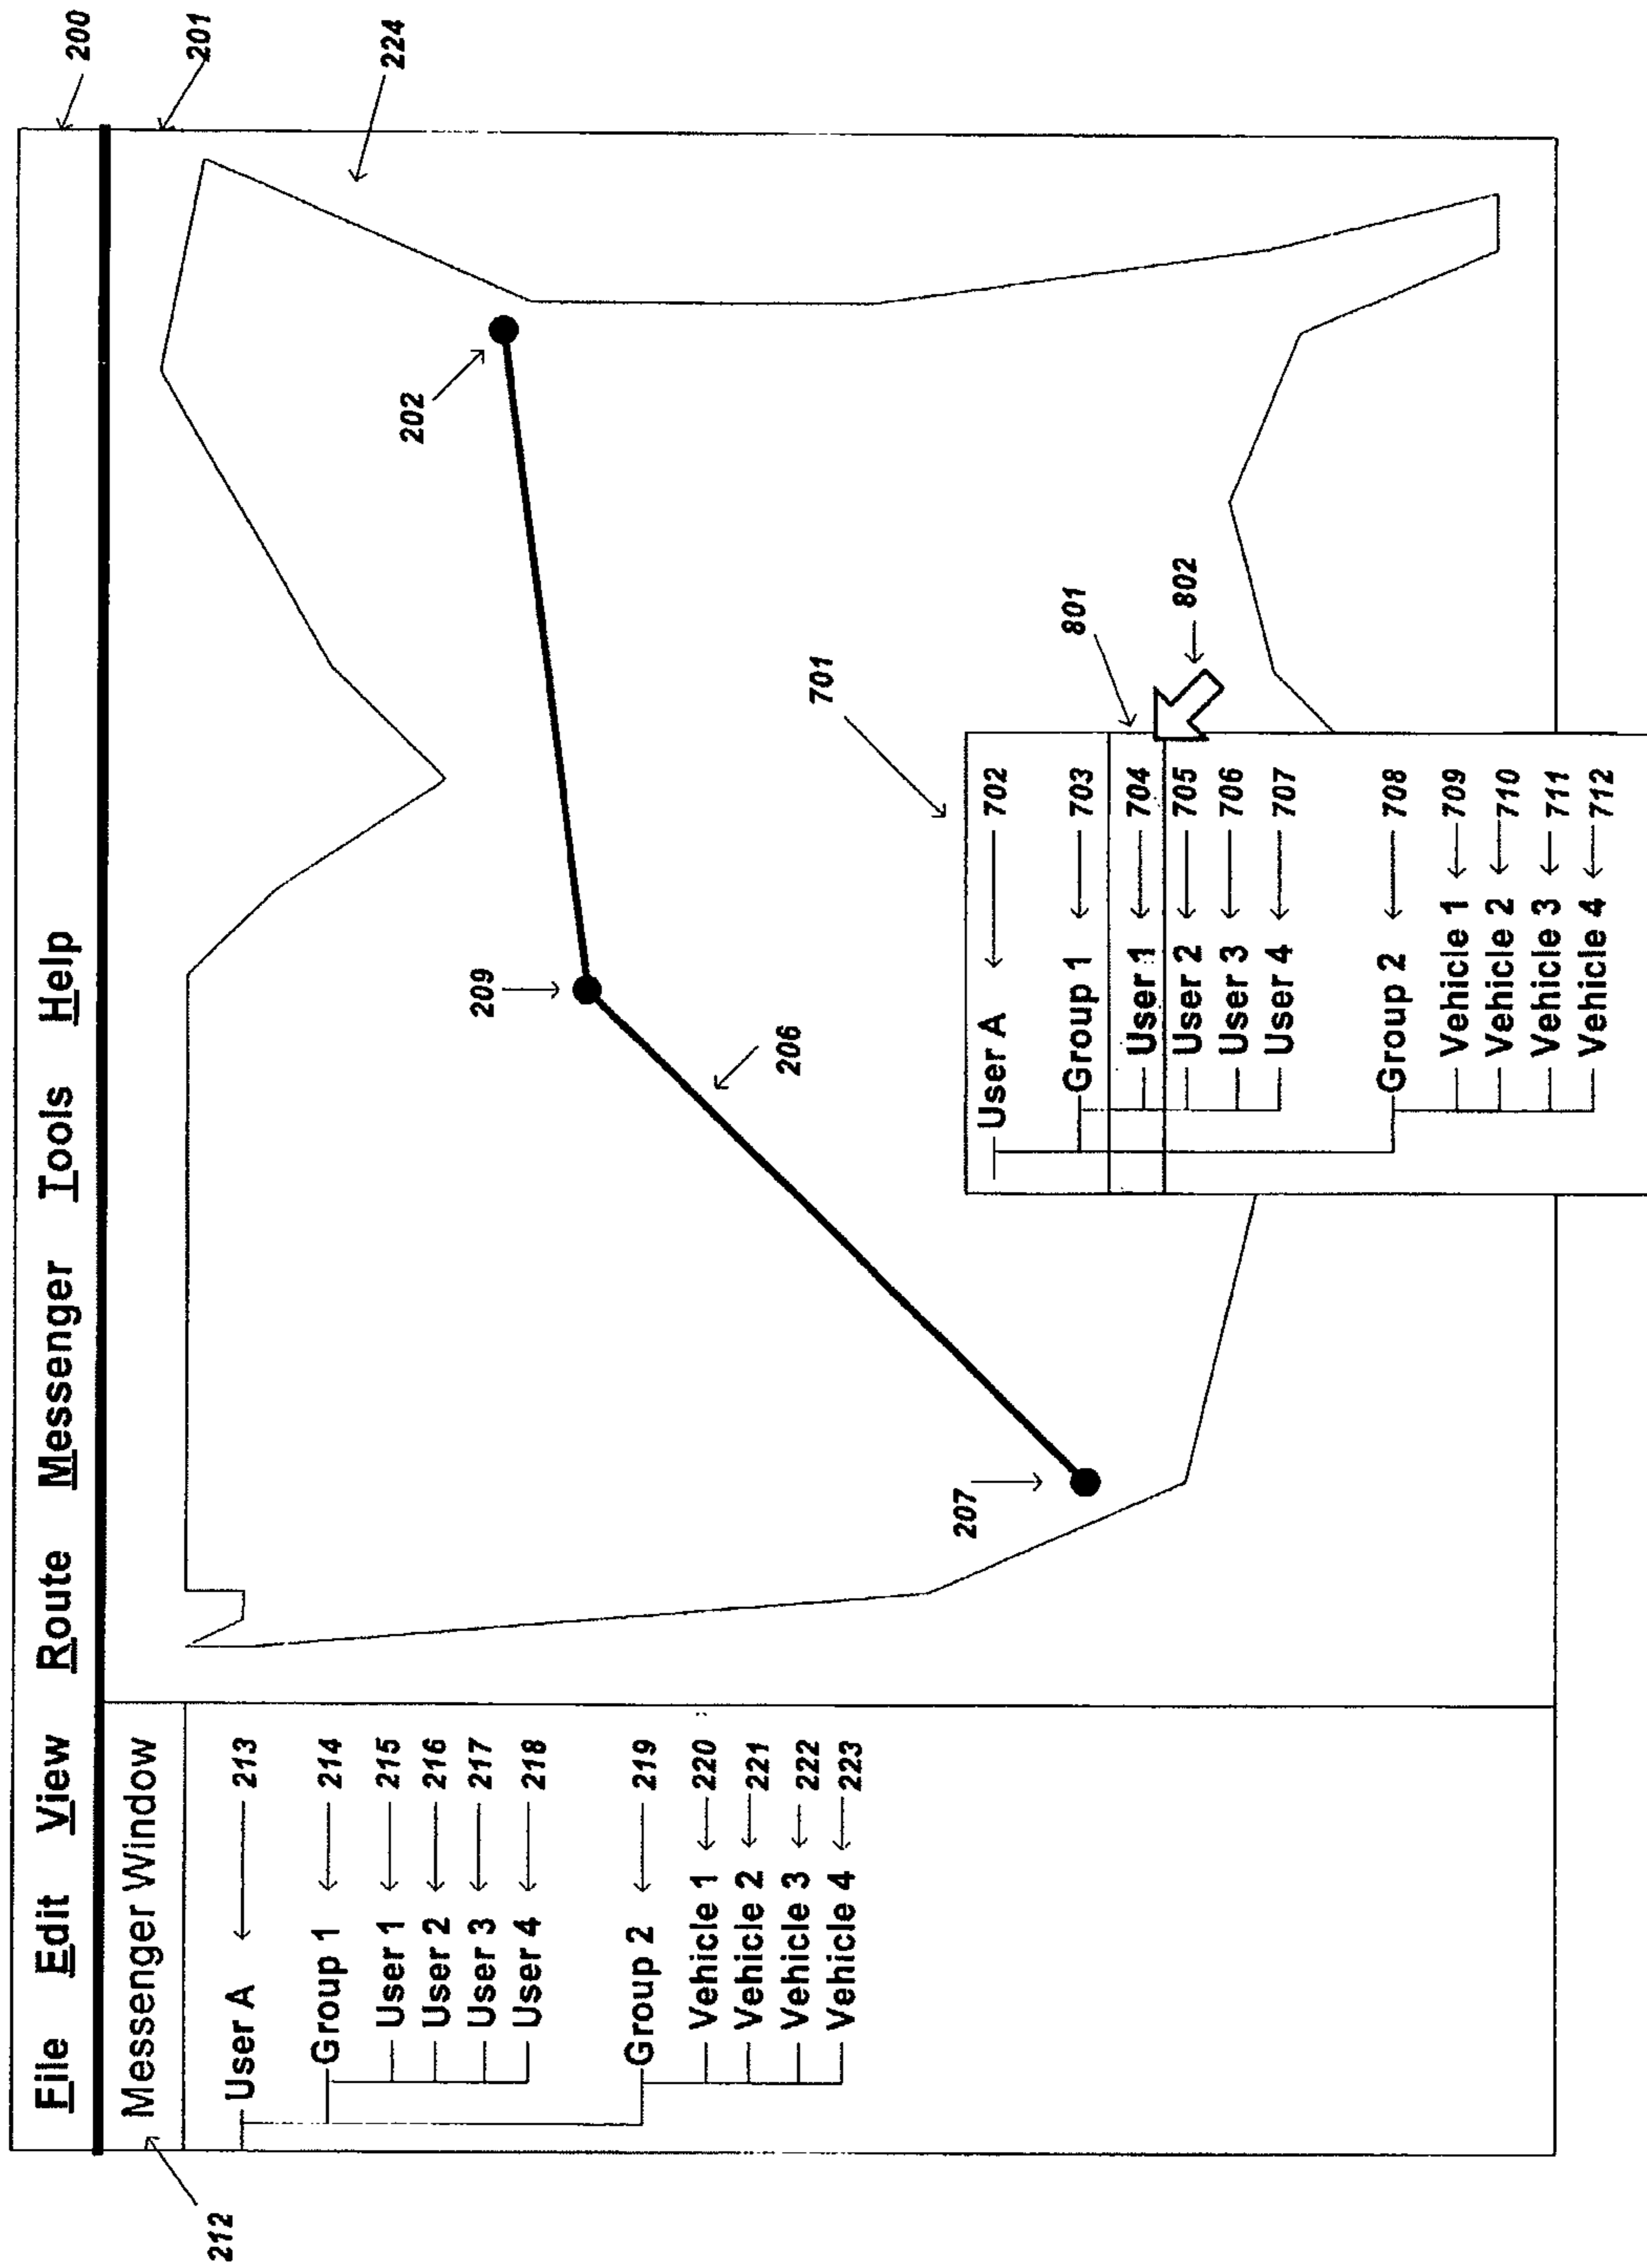 File Edit View Route Messenger Tools Help
200
201
224
212
Messenger Window
User A 213
Group 1 214
User 1 215
User 2 216
User 3 217
User 4 218
Group 2 219
Vehicle 1 220
Vehicle 2 221
Vehicle 3 222
Vehicle 4 223
202
209
206
207
701
801
802
User A 702
Group 1 703
User 1 704
User 2 705
User 3 706
User 4 707
Group 2 708
Vehicle 1 709
Vehicle 2 710
Vehicle 3 711
Vehicle 4 712